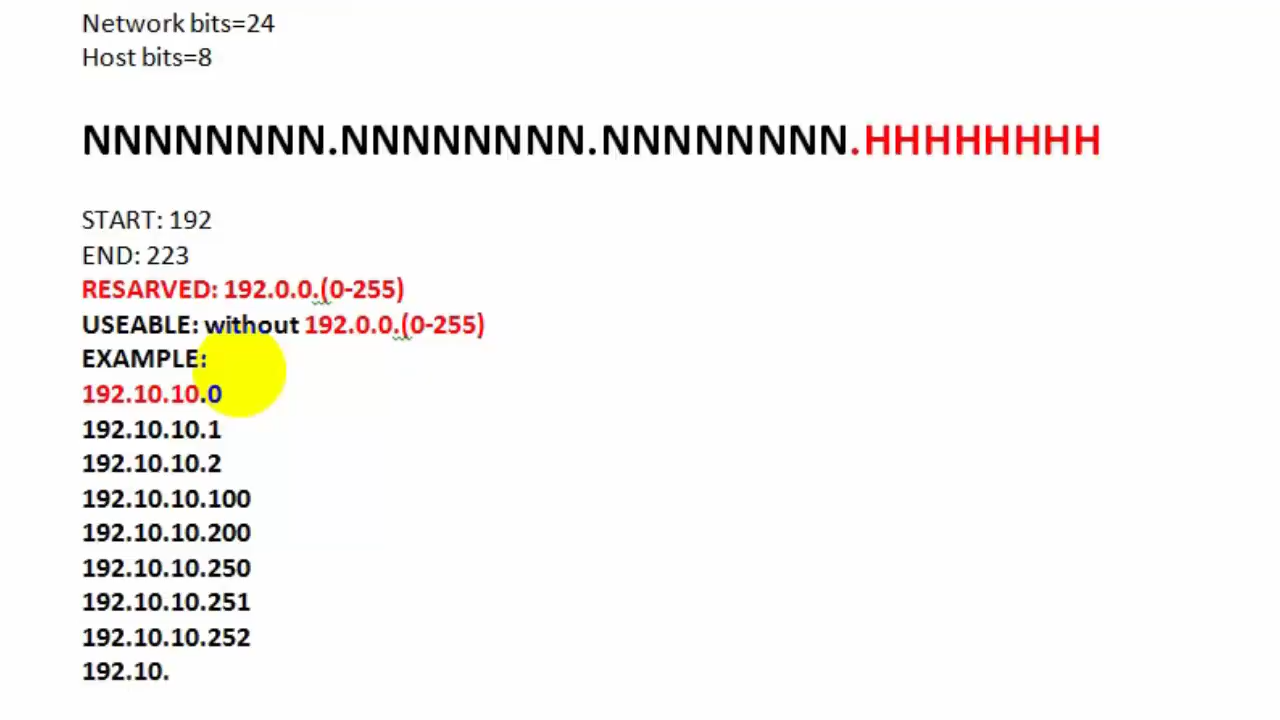 Network bits=24
Host bits=8
NNNNNNNN.NNNNNNNN.NNNNNNNN.HHHHHHHH
START: 192
END: 223
RESARVED: 192.0.0.(0-255)
USEABLE: without 192.0.0.(0-255)
EXAMPLE:
192.10.10.0
192.10.10.1
192.10.10.2
192.10.10.100
192.10.10.200
192.10.10.250
192.10.10.251
192.10.10.252
192.10.